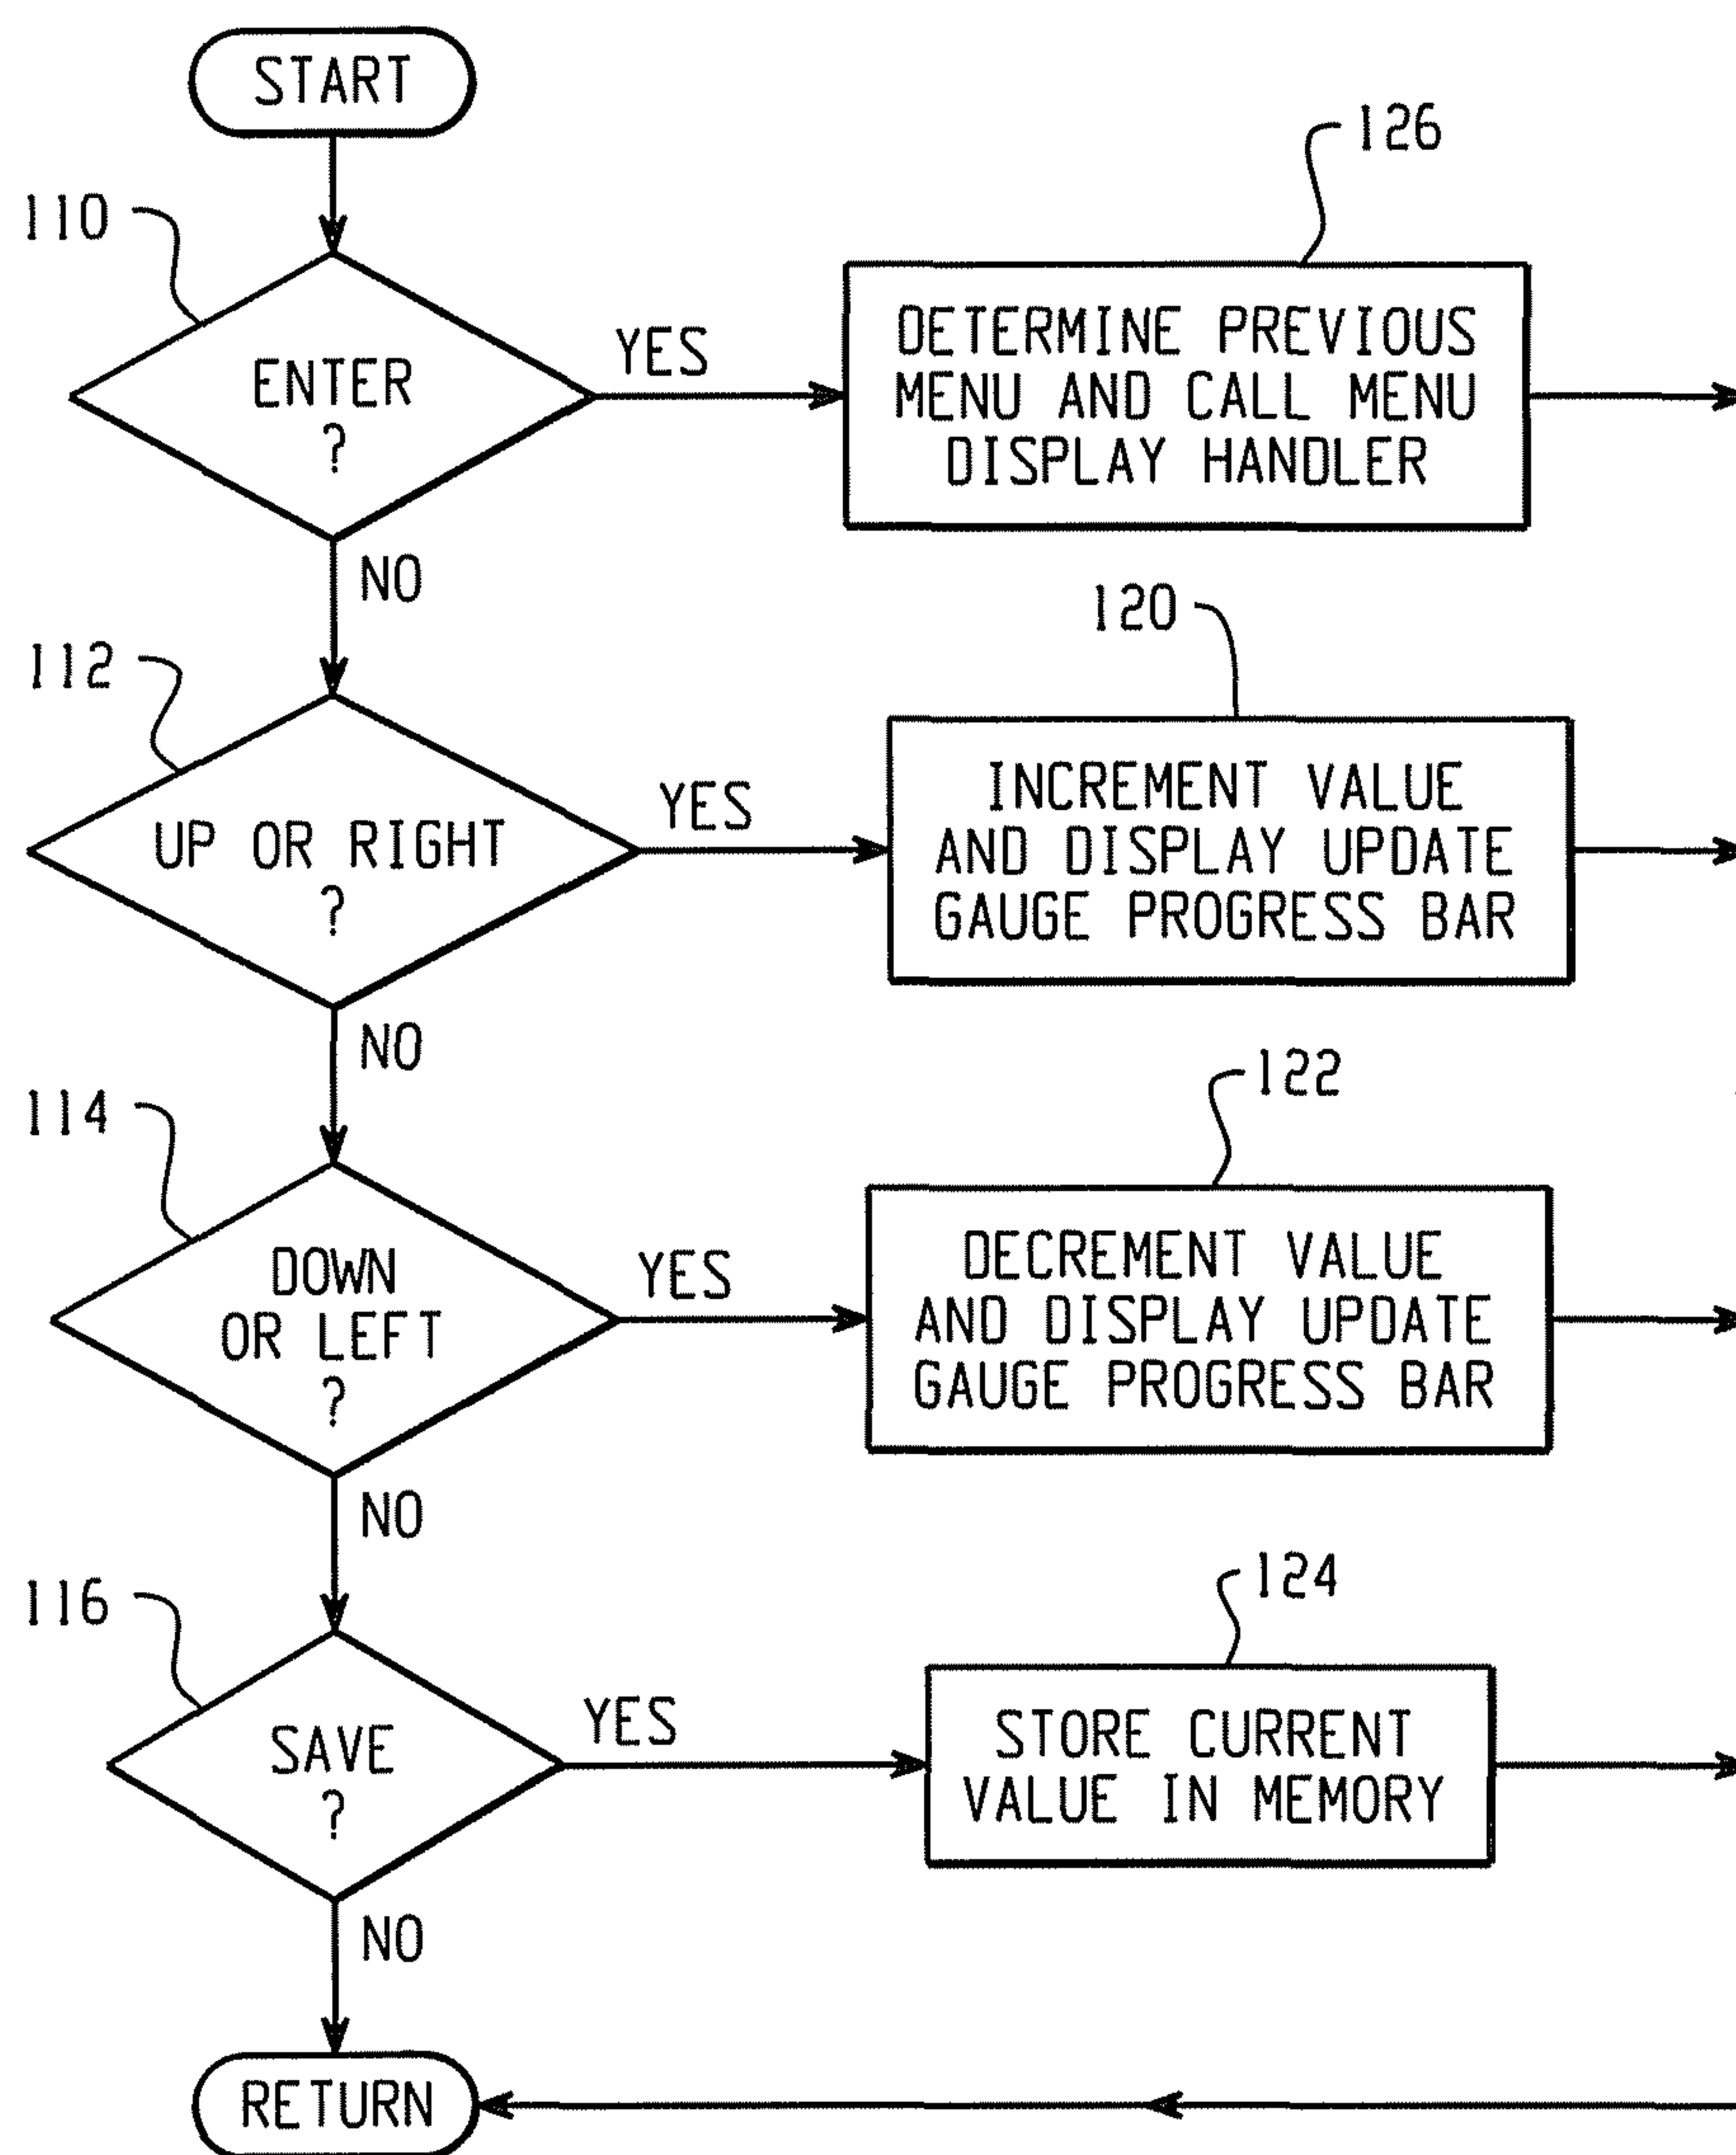 START
110
ENTER
?
YES
126
DETERMINE PREVIOUS
MENU AND CALL MENU
DISPLAY HANDLER
NO
112
UP OR RIGHT
?
YES
120
INCREMENT VALUE
AND DISPLAY UPDATE
GAUGE PROGRESS BAR
NO
114
DOWN
OR LEFT
?
YES
122
DECREMENT VALUE
AND DISPLAY UPDATE
GAUGE PROGRESS BAR
NO
116
SAVE
?
YES
124
STORE CURRENT
VALUE IN MEMORY
NO
RETURN